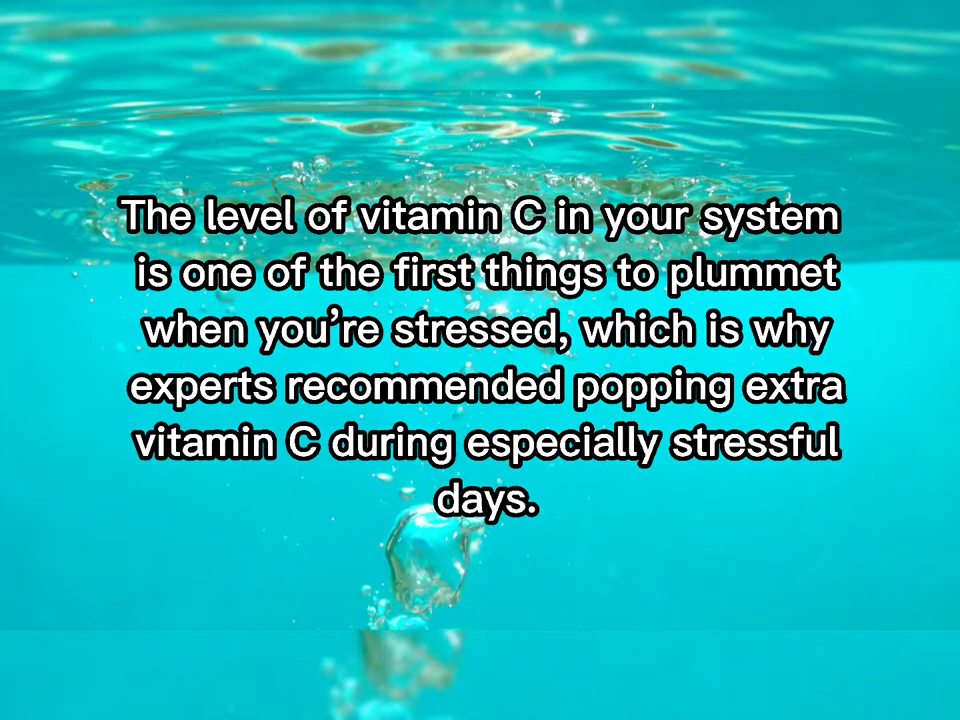 The level of vitamin C in your system
is one of the first things to plummet
when you’re stressed, which is why
experts recommended popping extra
vitamin C during especially stressful
days.